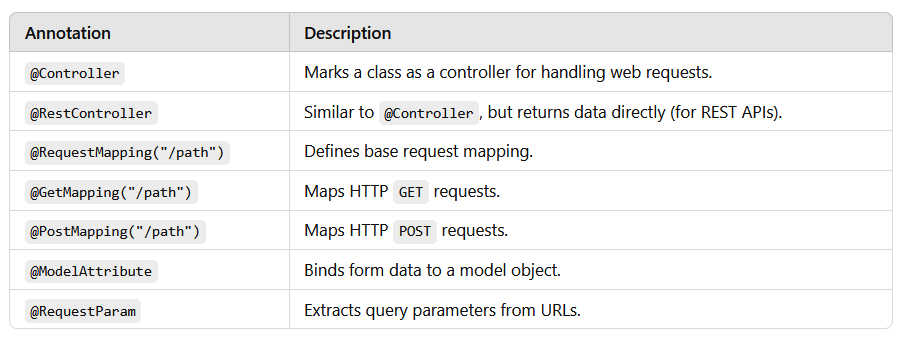 Annotation Description
@Controller Marks a class as a controller for handling web requests.
@RestController Similar to @Controller, but returns data directly (for REST APIs).
@RequestMapping("/path") Defines base request mapping.
@GetMapping("/path") Maps HTTP GET requests.
@PostMapping("/path") Maps HTTP POST requests.
@ModelAttribute Binds form data to a model object.
@RequestParam Extracts query parameters from URLs.